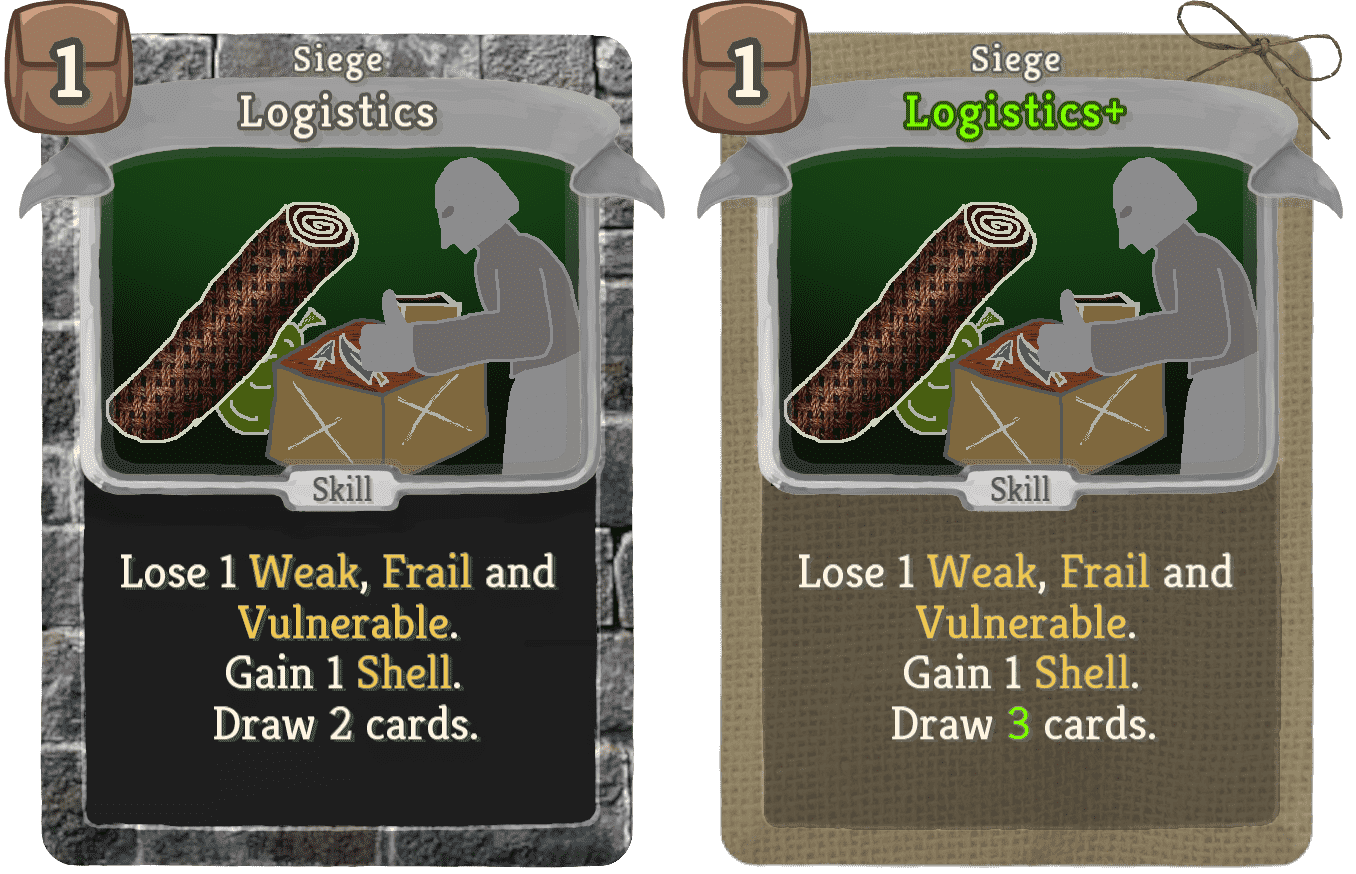 1
Siege
Logistics
Skill
Lose 1 Weak, Frail and
Vulnerable.
Gain 1 Shell.
Draw 2 cards.
1
Siege
Logistics+
Skill
Lose 1 Weak, Frail and
Vulnerable.
Gain 1 Shell.
Draw 3 cards.